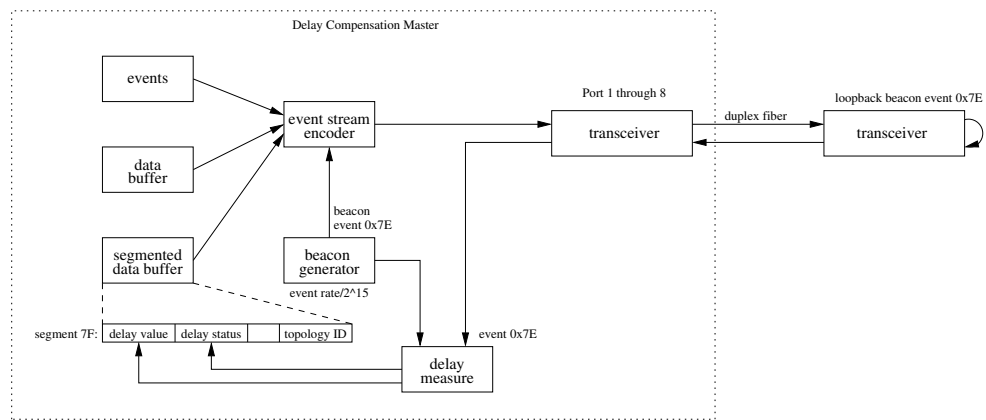 Delay Compensation Master
events
data
buffer
segmented
data buffer
event stream
encoder
beacon
event 0x7E
beacon
generator
event rate/2^15
segment 7F:
delay value
delay status
topology ID
delay
measure
event 0x7E
Port 1 through 8
transceiver
duplex fiber
loopback beacon event 0x7E
transceiver